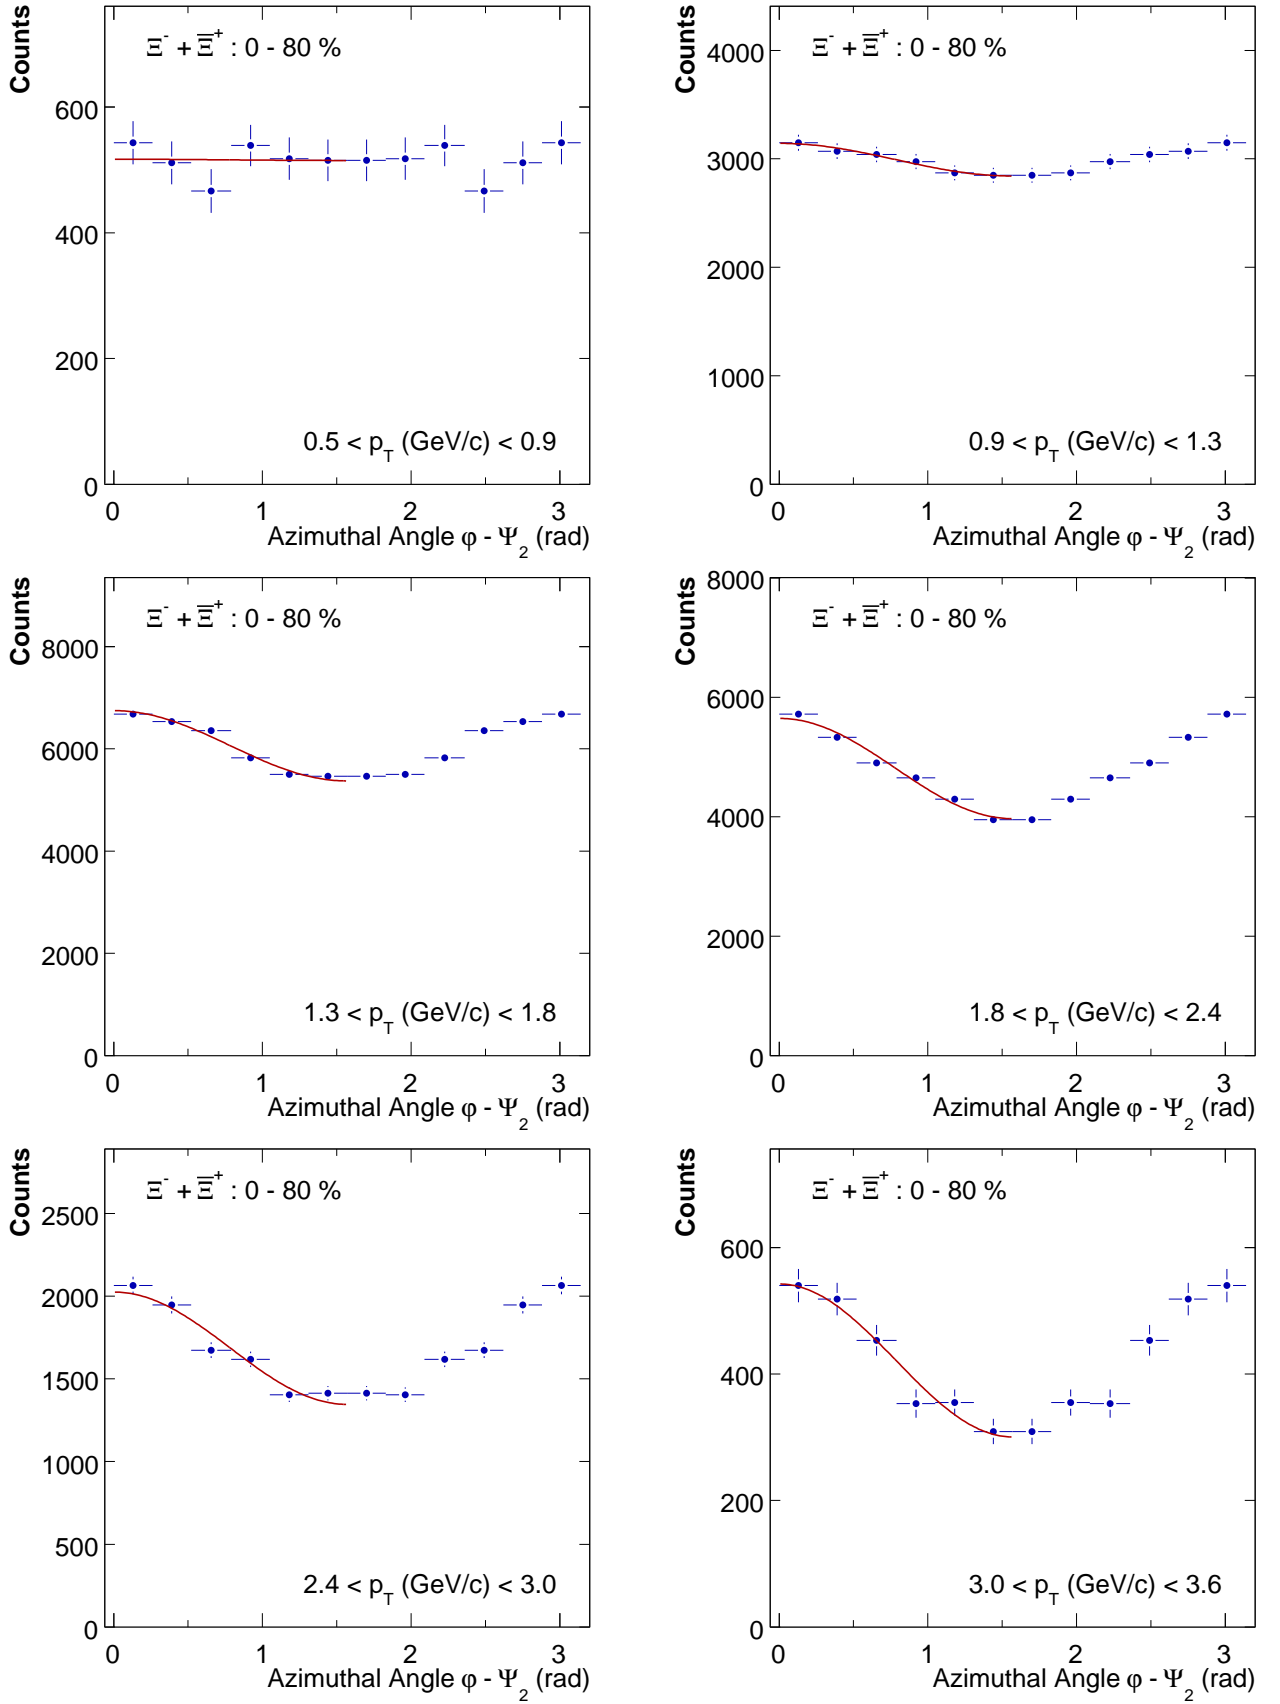 Counts
Ξ⁻ + Ξ̅⁺ : 0 - 80 %
600
400
200
0
0.5 < p_T (GeV/c) < 0.9
0 1 2 3
Azimuthal Angle φ - Ψ₂ (rad)
Counts
Ξ⁻ + Ξ̅⁺ : 0 - 80 %
4000
3000
2000
1000
0
0.9 < p_T (GeV/c) < 1.3
0 1 2 3
Azimuthal Angle φ - Ψ₂ (rad)
Counts
Ξ⁻ + Ξ̅⁺ : 0 - 80 %
8000
6000
4000
2000
0
1.3 < p_T (GeV/c) < 1.8
0 1 2 3
Azimuthal Angle φ - Ψ₂ (rad)
Counts
8000
Ξ⁻ + Ξ̅⁺ : 0 - 80 %
6000
4000
2000
0
1.8 < p_T (GeV/c) < 2.4
0 1 2 3
Azimuthal Angle φ - Ψ₂ (rad)
Counts
Ξ⁻ + Ξ̅⁺ : 0 - 80 %
2500
2000
1500
1000
500
0
2.4 < p_T (GeV/c) < 3.0
0 1 2 3
Azimuthal Angle φ - Ψ₂ (rad)
Counts
Ξ⁻ + Ξ̅⁺ : 0 - 80 %
600
400
200
0
3.0 < p_T (GeV/c) < 3.6
0 1 2 3
Azimuthal Angle φ - Ψ₂ (rad)